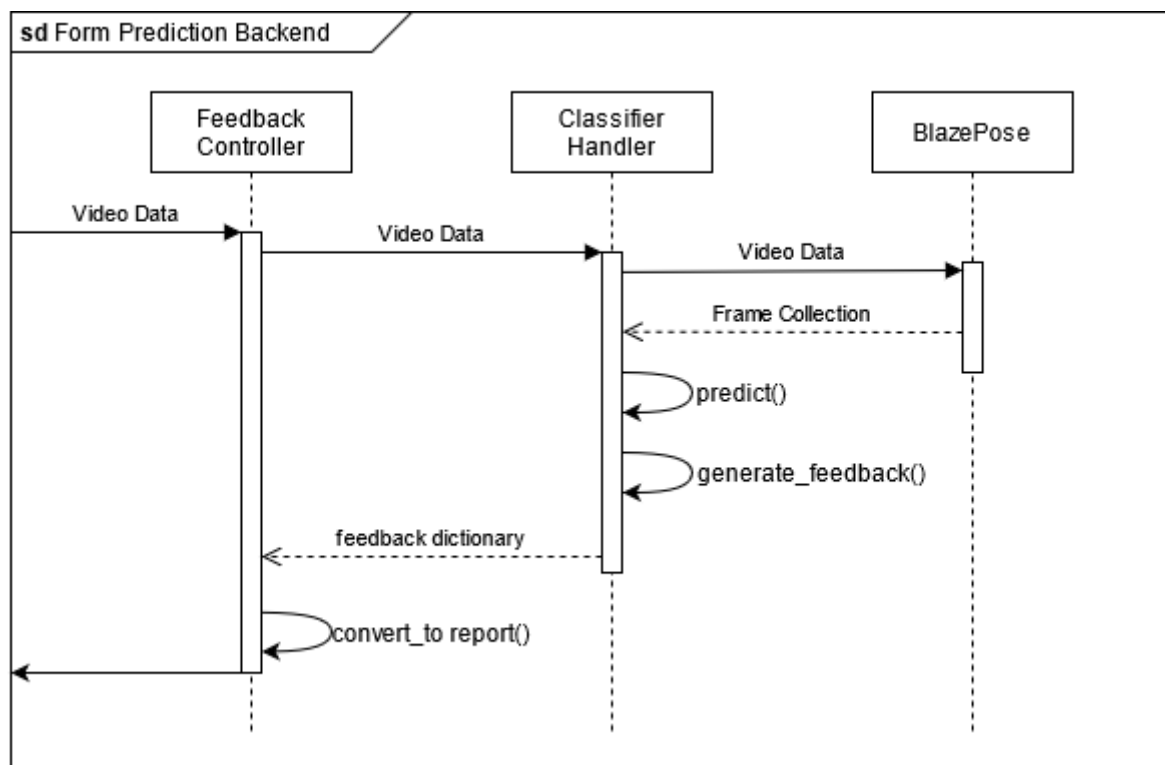 sd Form Prediction Backend
Feedback
Controller
Classifier
Handler
BlazePose
Video Data
Video Data
Video Data
Frame Collection
predict()
generate_feedback()
feedback dictionary
convert_to report()